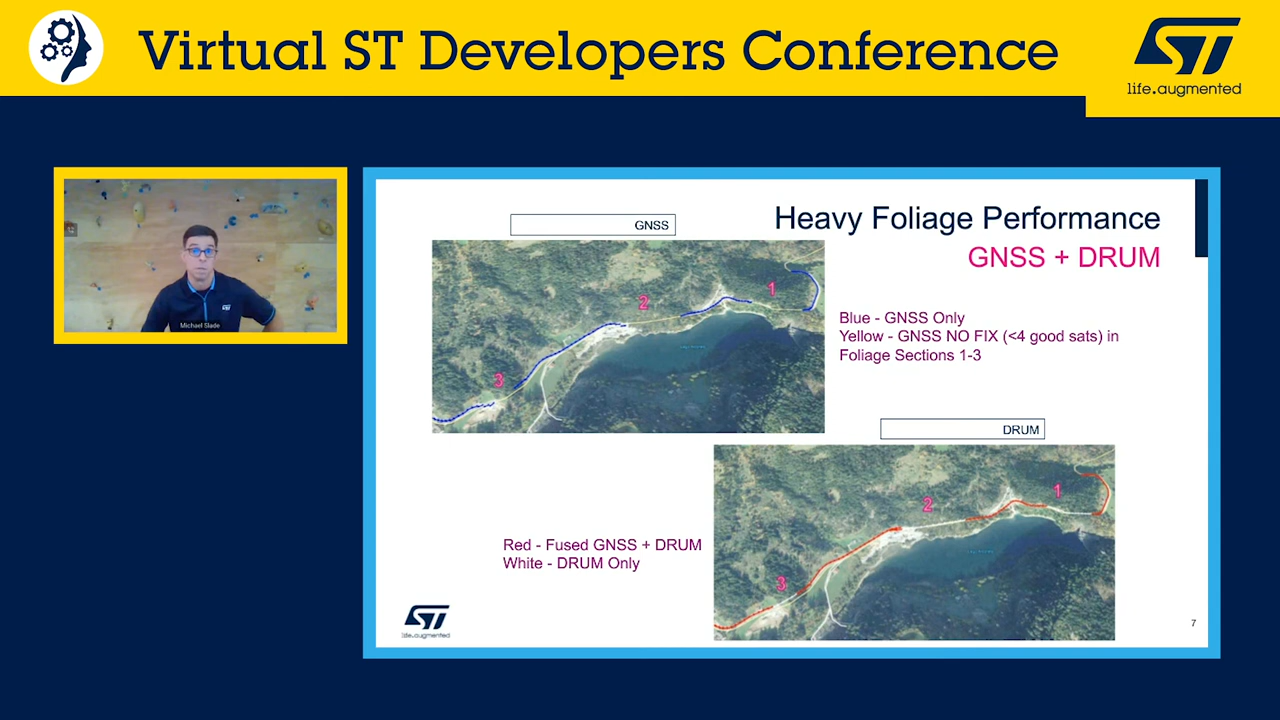 Virtual ST Developers Conference
ST
life.augmented
Michael Slade
Heavy Foliage Performance
GNSS + DRUM
GNSS
1
2
3
Blue - GNSS Only
Yellow - GNSS NO FIX (<4 good sats) in
Foliage Sections 1-3
DRUM
1
2
3
Red - Fused GNSS + DRUM
White - DRUM Only
ST
life.augmented
7